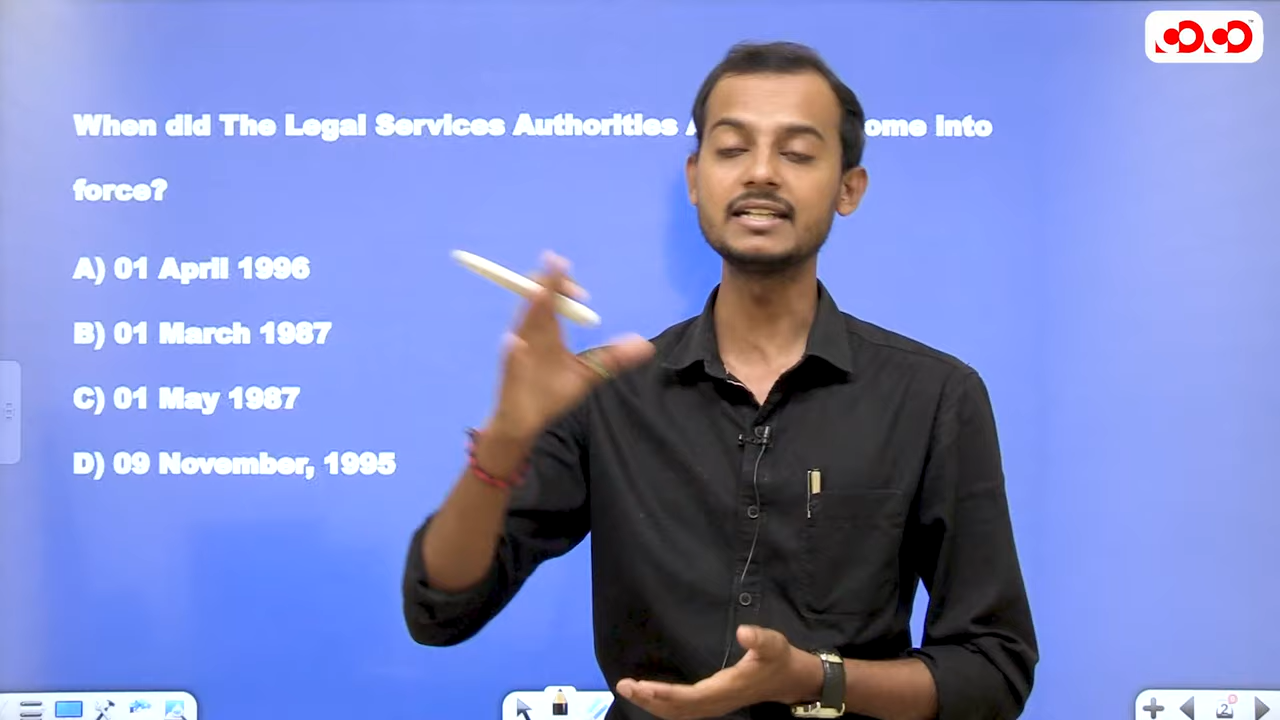 When did The Legal Services Authorities
into
force?
A) 01 April 1996
B) 01 March 1987
C) 01 May 1987
D) 09 November, 1995
2